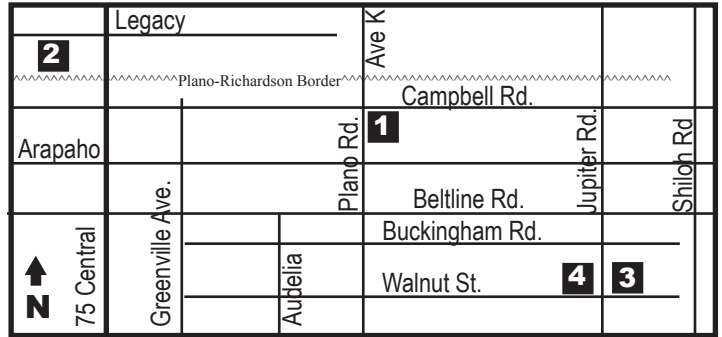 Legacy
Ave K
2
Plano-Richardson Border
Campbell Rd.
Plano Rd.
1
Jupiter Rd.
Shiloh Rd
Arapaho
Beltline Rd.
Greenville Ave.
Buckingham Rd.
75 Central
Audelia
Walnut St.
4
3
N